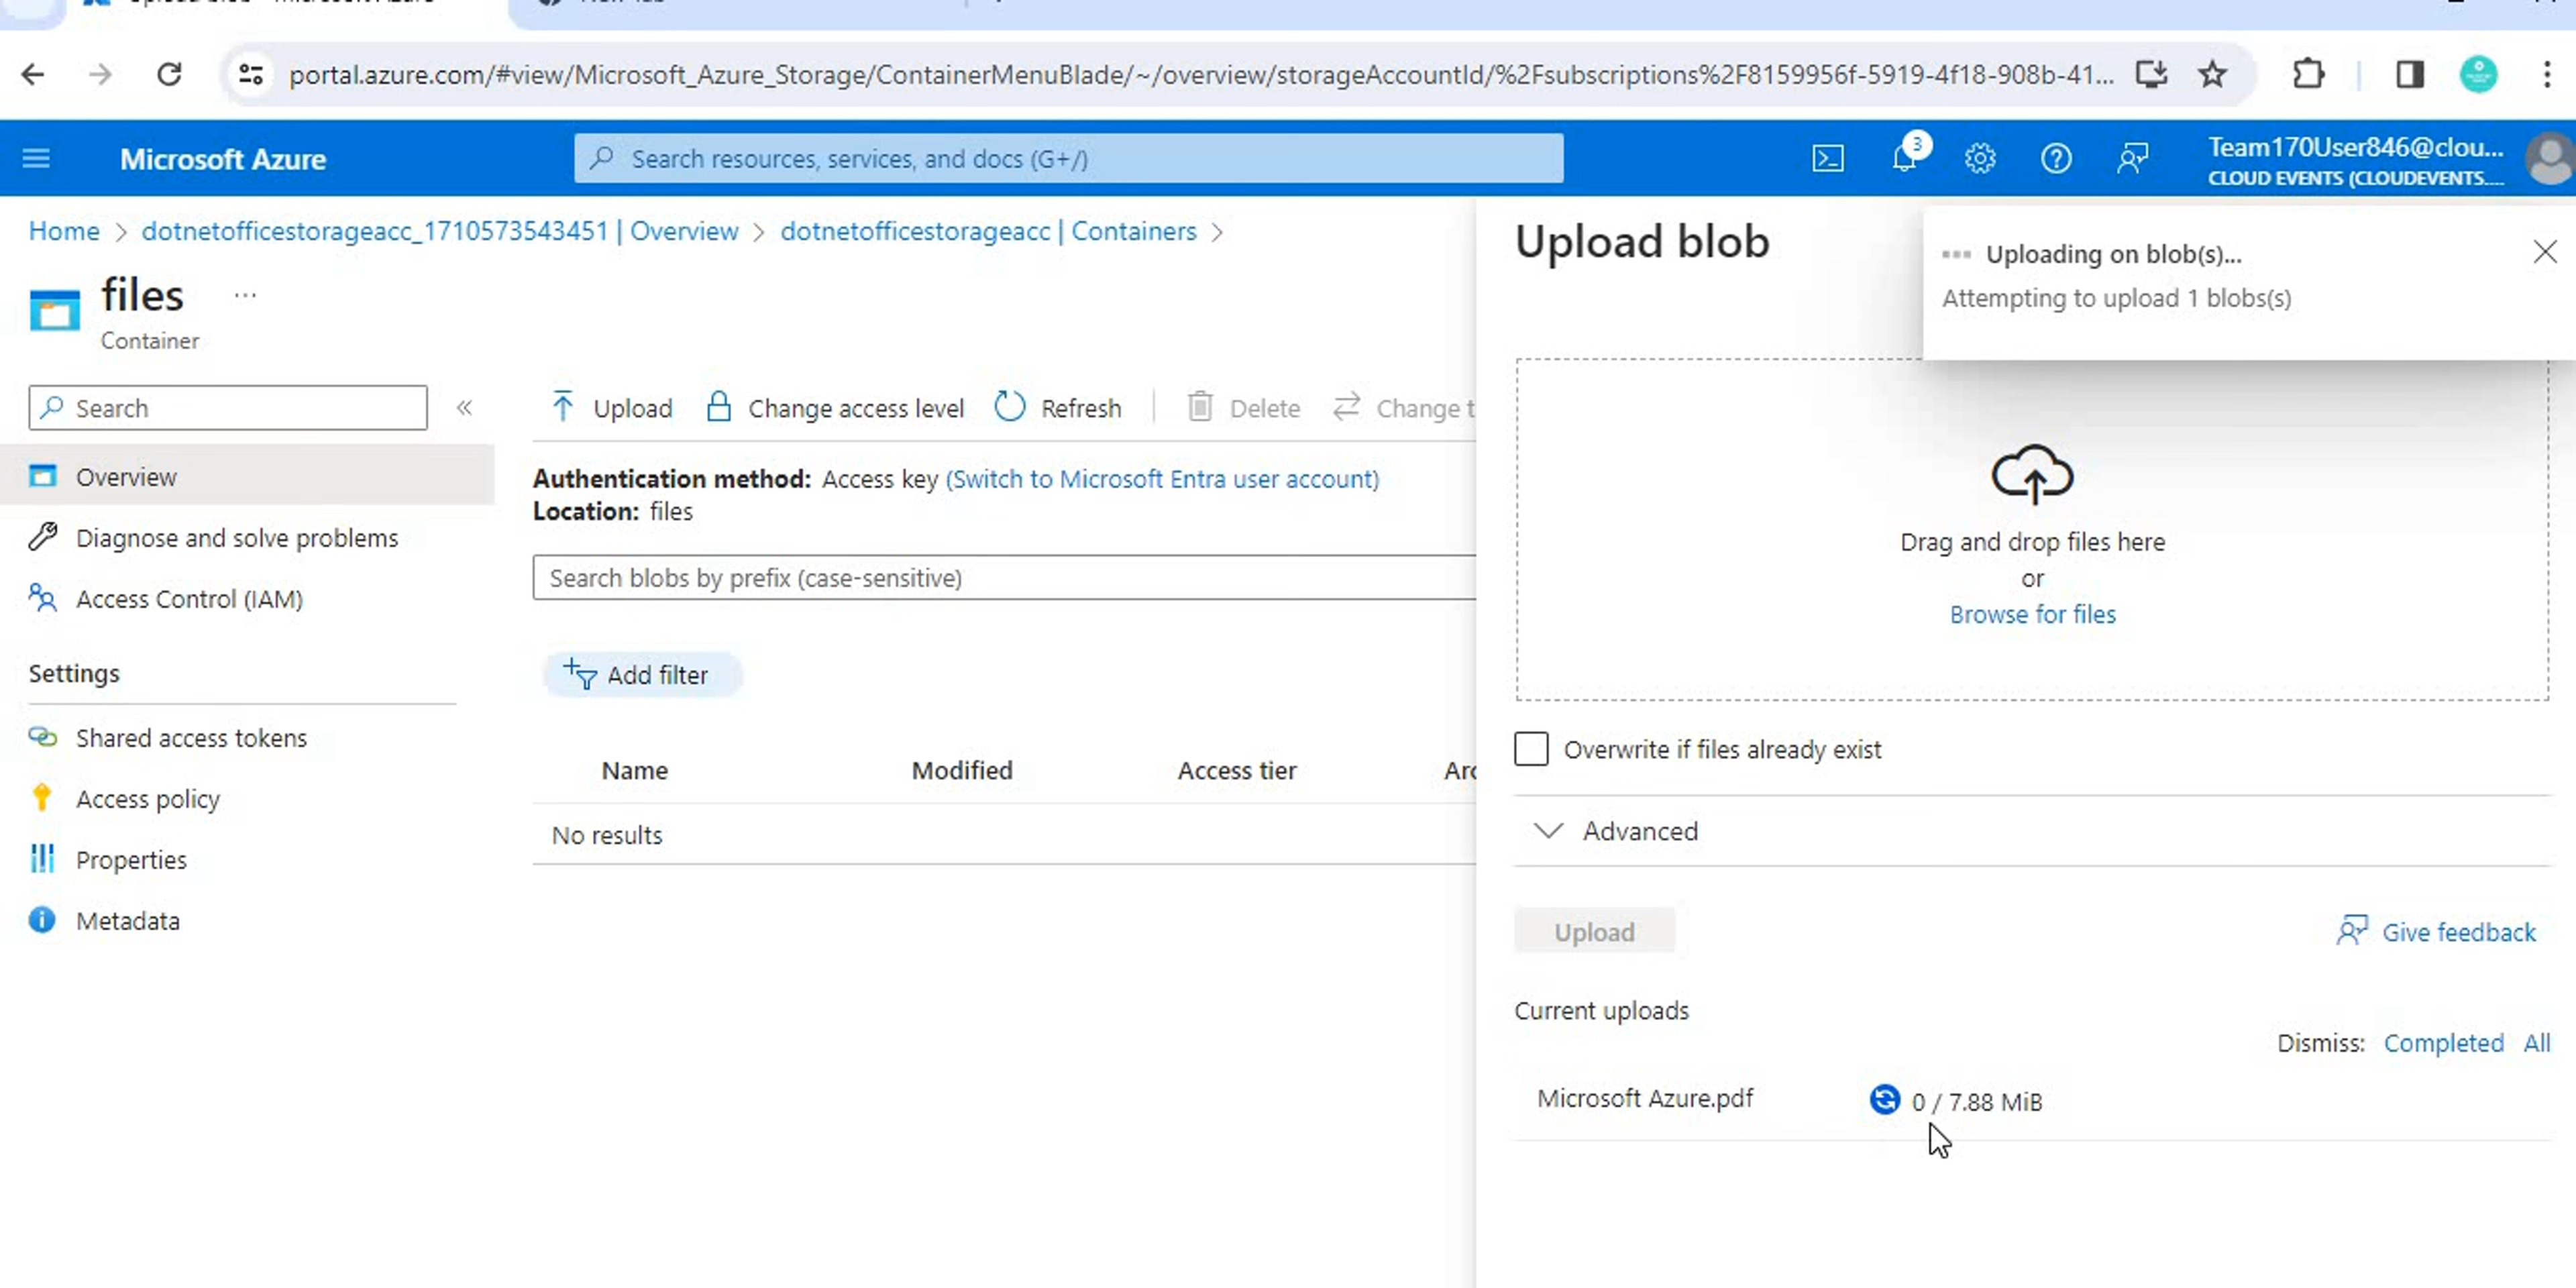 portal.azure.com/#view/Microsoft_Azure_Storage/ContainerMenuBlade/~/overview/storageAccountId/%2Fsubscriptions%2F8159956f-5919-4f18-908b-41...
Microsoft Azure
Search resources, services, and docs (G+/)
3
Team170User846@clou...
CLOUD EVENTS (CLOUDEVENTS....
Home > dotnetofficestorageacc_1710573543451 | Overview > dotnetofficestorageacc | Containers >
files ...
Container
Search
«
Overview
Diagnose and solve problems
Access Control (IAM)
Settings
Shared access tokens
Access policy
Properties
Metadata
Upload Change access level Refresh Delete Change t
Authentication method: Access key (Switch to Microsoft Entra user account)
Location: files
Search blobs by prefix (case-sensitive)
Add filter
Name Modified Access tier Arc
No results
Upload blob
Uploading on blob(s)...
Attempting to upload 1 blobs(s)
Drag and drop files here
or
Browse for files
Overwrite if files already exist
Advanced
Upload
Give feedback
Current uploads
Dismiss: Completed All
Microsoft Azure.pdf 0 / 7.88 MiB